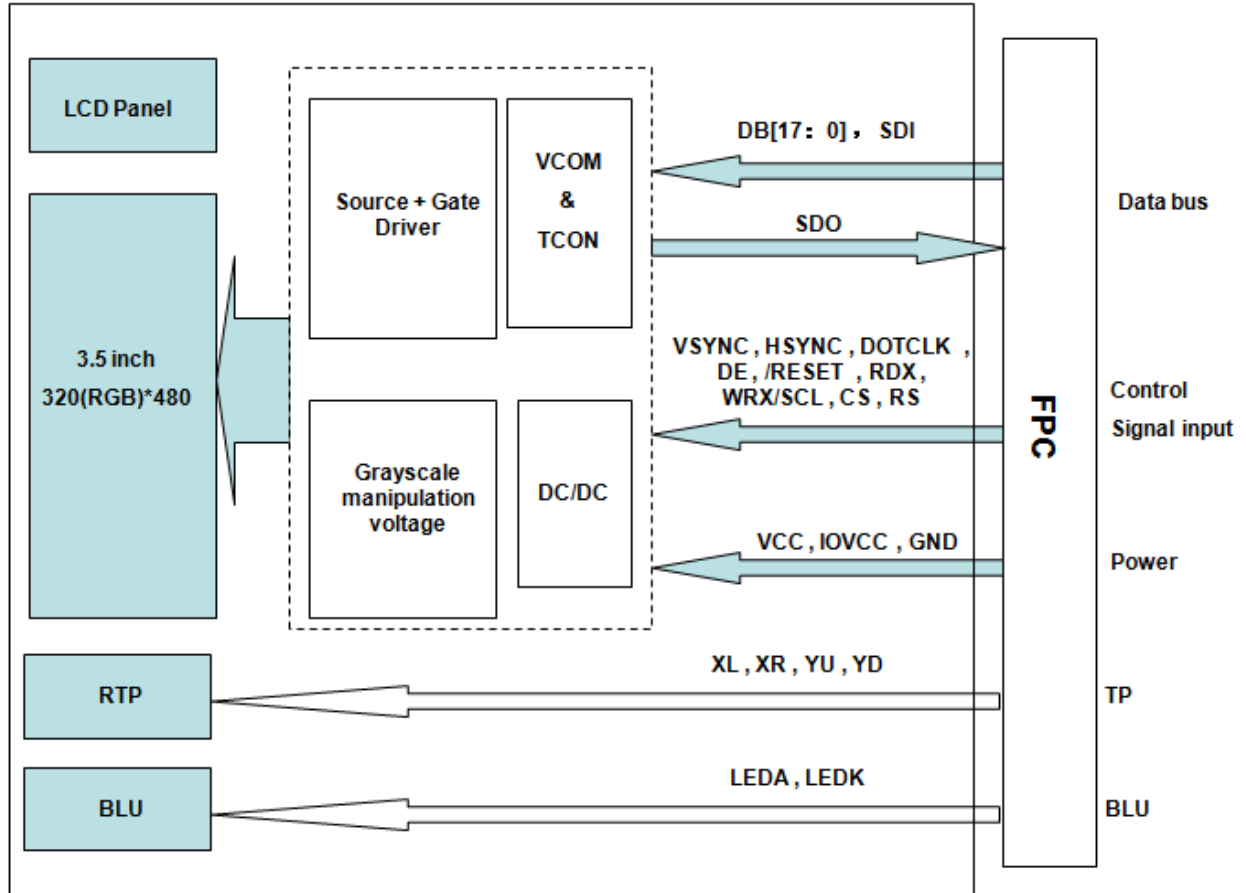 LCD Panel
3.5 inch
320(RGB)*480
RTP
BLU
Source + Gate
Driver
VCOM
&
TCON
Grayscale
manipulation
voltage
DC/DC
DB[17：0]，SDI
SDO
VSYNC , HSYNC , DOTCLK ,
DE, /RESET , RDX,
WRX/SCL , CS , RS
VCC , IOVCC , GND
XL , XR , YU , YD
LEDA , LEDK
FPC
Data bus
Control
Signal input
Power
TP
BLU